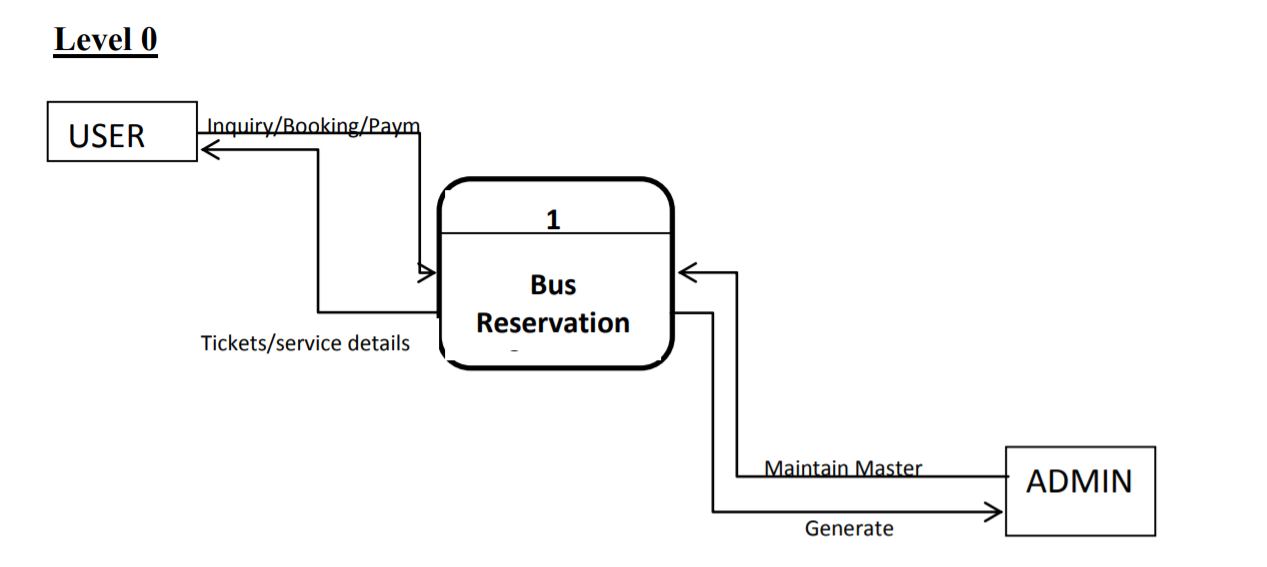 Level 0
USER
Inquiry/Booking/Paym
1
Bus
Reservation
Tickets/service details
Maintain Master
ADMIN
Generate